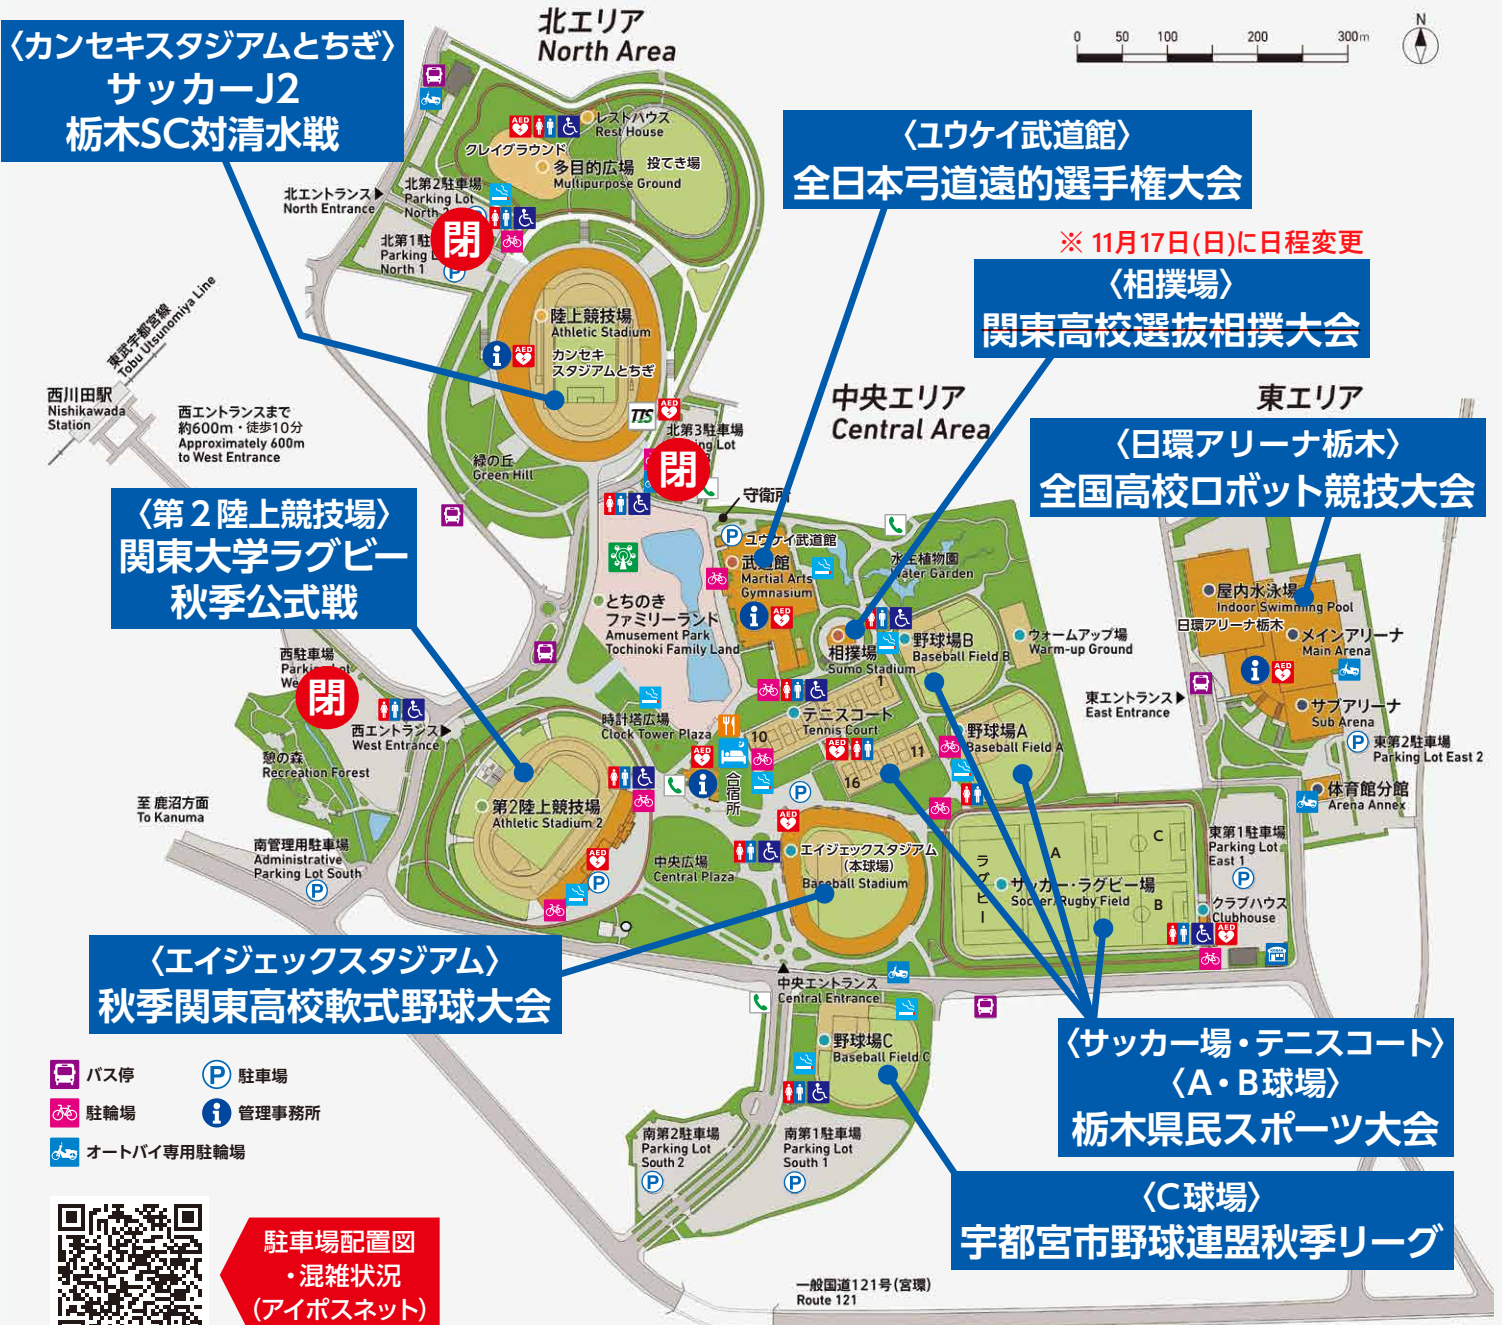 北エリア
North Area
0 50 100 200 300m
N
〈カンセキスタジアムとちぎ〉
サッカーJ2
栃木SC対清水戦
レストハウス
Rest House
クレイグラウンド
多目的広場
Multipurpose Ground
投てき場
北エントランス▶
North Entrance
北第2駐車場
Parking Lot
North 2
閉
北第1駐
Parking L
North 1
P
〈ユウケイ武道館〉
全日本弓道遠的選手権大会
※ 11月17日(日)に日程変更
〈相撲場〉
関東高校選抜相撲大会
陸上競技場
Athletic Stadium
カンセキ
スタジアムとちぎ
TIS
AED
東武宇都宮線
Tobu Utsunomiya Line
西川田駅
Nishikawada
Station
西エントランスまで
約600m・徒歩10分
Approximately 600m
to West Entrance
緑の丘
Green Hill
北第3駐車場
ng Lot
閉
中央エリア
Central Area
東エリア
〈日環アリーナ栃木〉
全国高校ロボット競技大会
〈第２陸上競技場〉
関東大学ラグビー
秋季公式戦
守衛所
ユウケイ武道館
武道館
Martial Arts
Gymnasium
水生植物園
Water Garden
とちのき
ファミリーランド
Amusement Park
Tochinoki Family Land
相撲場
Sumo Stadium
野球場B
Baseball Field B
ウォームアップ場
Warm-up Ground
屋内水泳場
Indoor Swimming Pool
日環アリーナ栃木
メインアリーナ
Main Arena
サブアリーナ
Sub Arena
東エントランス▶
East Entrance
東第2駐車場
Parking Lot East 2
体育館分館
Arena Annex
西駐車場
Parking Lot
We
閉
西エントランス▶
West Entrance
憩の森
Recreation Forest
時計塔広場
Clock Tower Plaza
テニスコート
Tennis Court
1
10
11
16
野球場A
Baseball Field A
合宿所
至 鹿沼方面
To Kanuma
南管理用駐車場
Administrative
Parking Lot South
第2陸上競技場
Athletic Stadium 2
中央広場
Central Plaza
エイジェックスタジアム
(本球場)
Baseball Stadium
ラグビー
サッカー・ラグビー場
Soccer/Rugby Field
A
B
C
東第1駐車場
Parking Lot
East 1
クラブハウス
Clubhouse
〈エイジェックスタジアム〉
秋季関東高校軟式野球大会
▲
中央エントランス
Central Entrance
野球場C
Baseball Field C
〈サッカー場・テニスコート〉
〈A・B球場〉
栃木県民スポーツ大会
バス停
P 駐車場
駐輪場
i 管理事務所
オートバイ専用駐輪場
南第2駐車場
Parking Lot
South 2
南第1駐車場
Parking Lot
South 1
〈C球場〉
宇都宮市野球連盟秋季リーグ
駐車場配置図
・混雑状況
(アイポスネット)
一般国道121号(宮環)
Route 121